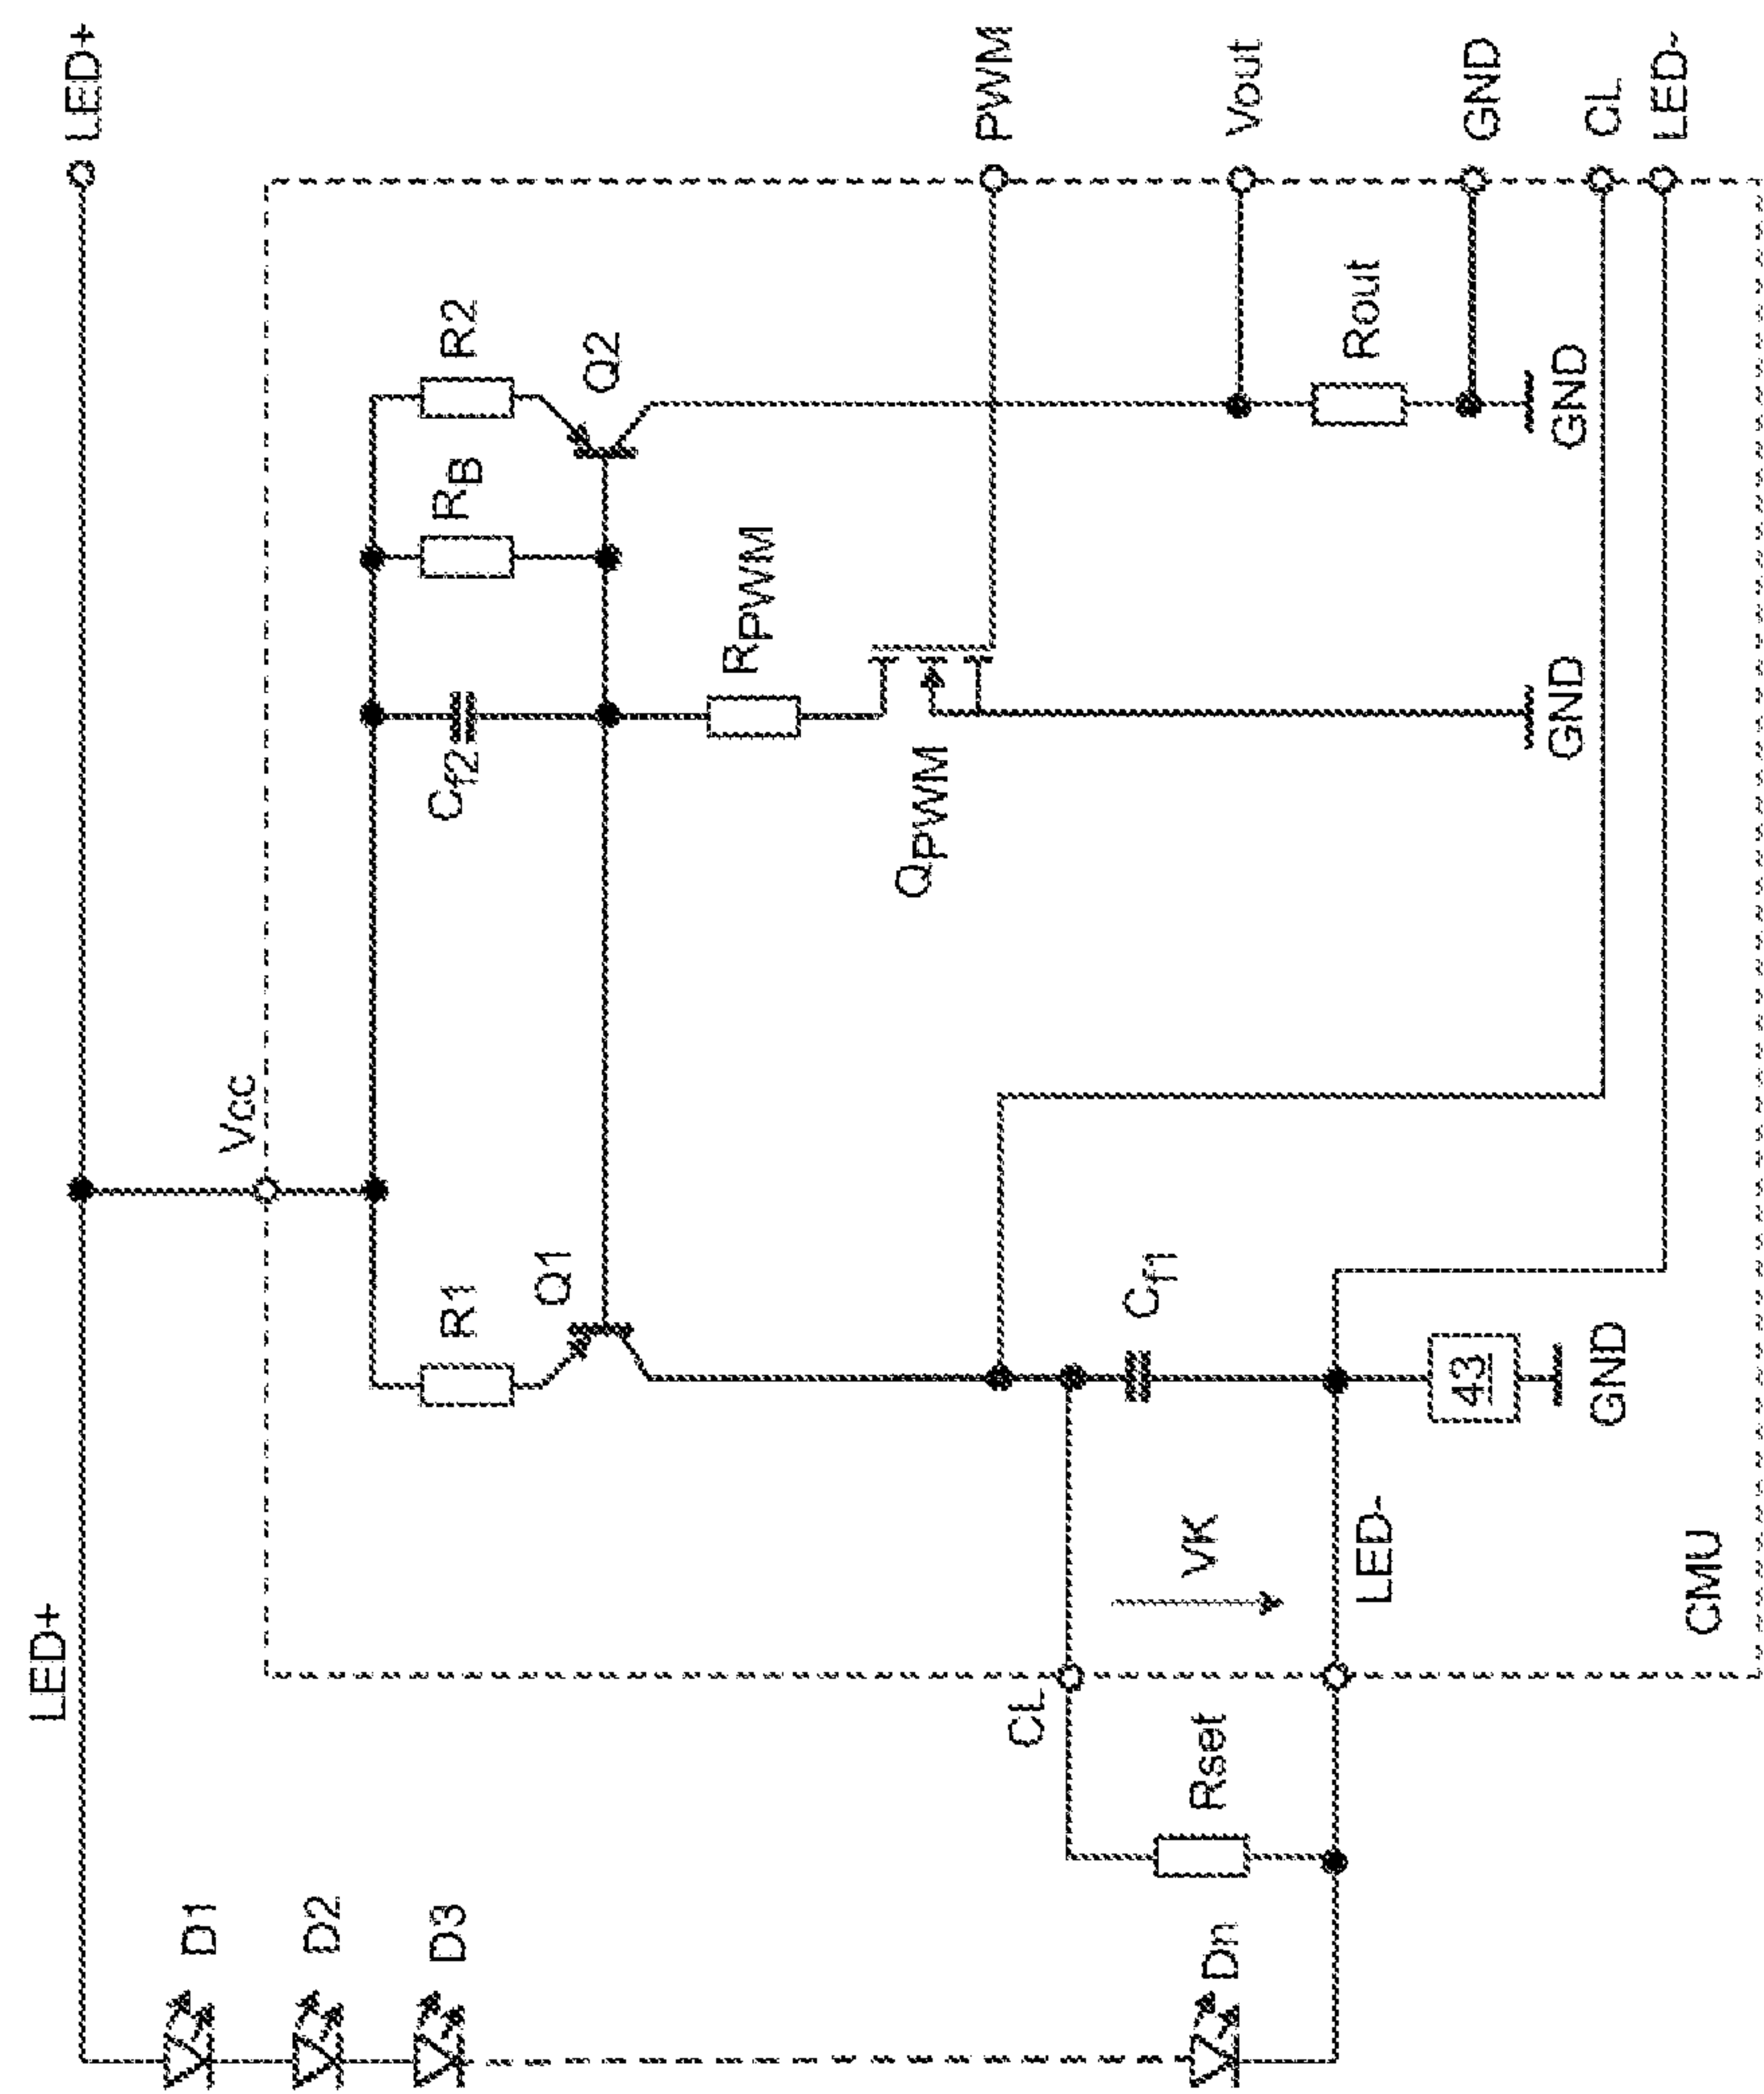 LED+
LED+
VCC
PWM
Vout
GND
CL
LED-
R1
Q1
Cf2
RB
R2
Q2
RPWM
QPWM
Rout
GND
GND
D1
D2
D3
Dn
CL
Rset
VK
Cf1
LED-
43
GND
CMU